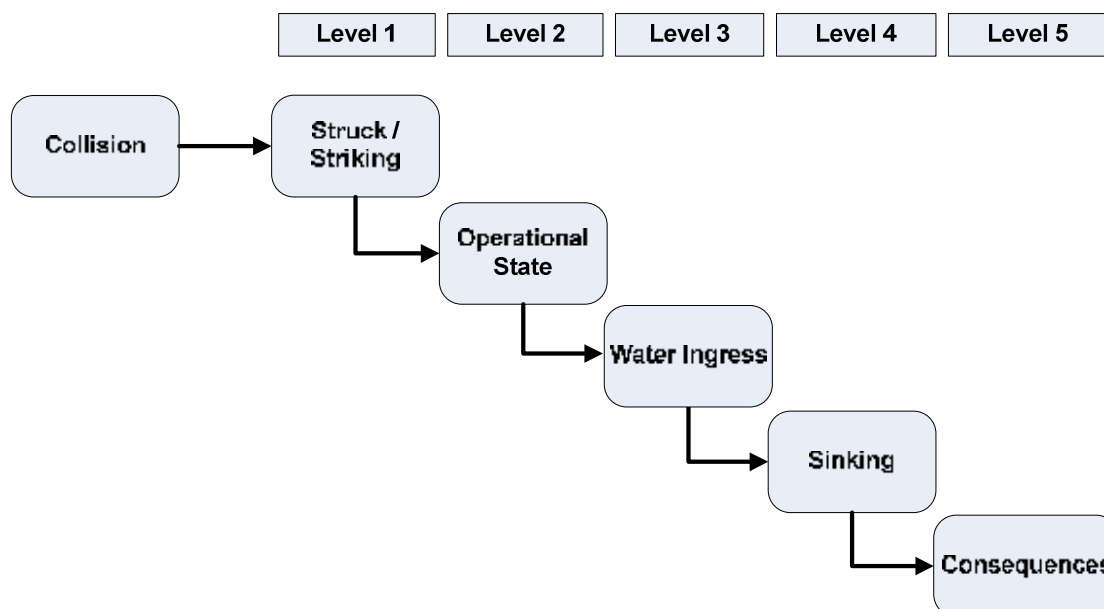 Level 1
Level 2
Level 3
Level 4
Level 5
Collision
Struck /
Striking
Operational
State
Water Ingress
Sinking
Consequences